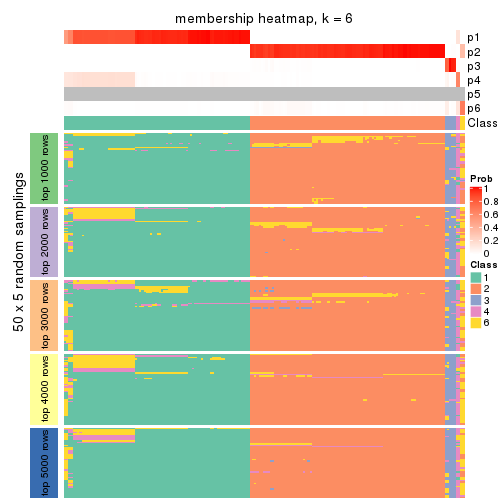 membership heatmap, k = 6
p1
p2
p3
p4
p5
p6
Class
50 x 5 random samplings
top 1000 rows
top 2000 rows
top 3000 rows
top 4000 rows
top 5000 rows
Prob
1
0.8
0.6
0.4
0.2
0
Class
1
2
3
4
6